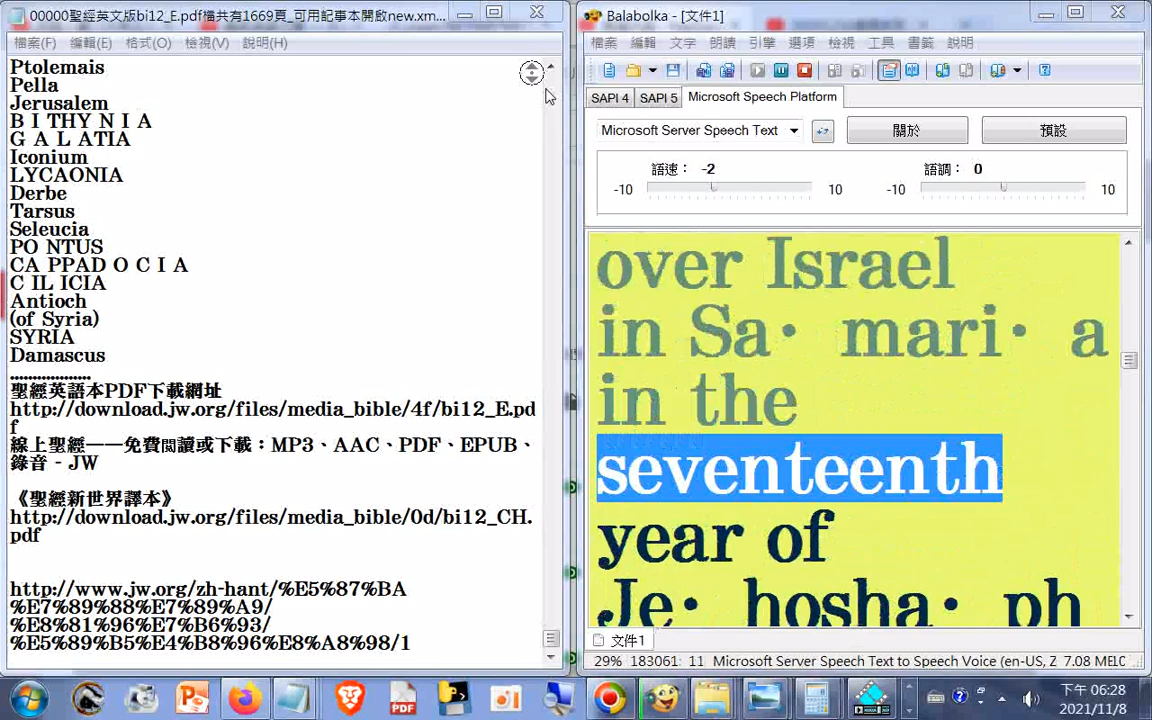 00000聖經英文版bi12_E.pdf檔共有1669頁_可用記事本開啟new.xm...
檔案(F) 編輯(E) 格式(O) 檢視(V) 說明(H)
Ptolemais
Pella
Jerusalem
B I THY N I A
G A L ATIA
Iconium
LYCAONIA
Derbe
Tarsus
Seleucia
PO NTUS
CA PPAD O C I A
C IL ICIA
Antioch
(of Syria)
SYRIA
Damascus
..................
聖經英語本PDF下載網址
http://download.jw.org/files/media_bible/4f/bi12_E.pd
f
線上聖經——免費閱讀或下載：MP3、AAC、PDF、EPUB、
錄音 - JW
《聖經新世界譯本》
http://download.jw.org/files/media_bible/0d/bi12_CH.
pdf
http://www.jw.org/zh-hant/%E5%87%BA
%E7%89%88%E7%89%A9/
%E8%81%96%E7%B6%93/
%E5%89%B5%E4%B8%96%E8%A8%98/1
Balabolka - [文件1]
檔案 編輯 文字 朗讀 引擎 選項 檢視 工具 書籤 說明
SAPI 4 SAPI 5 Microsoft Speech Platform
Microsoft Server Speech Text 關於 預設
語速： -2 語調： 0
-10 10 -10 10
over Israel
in Sa· mari· a
in the
seventeenth
year of
Je· hosha· ph
文件1
29% 183061: 11 Microsoft Server Speech Text to Speech Voice (en-US, Z 7.08 MELO
下午 06:28
2021/11/8